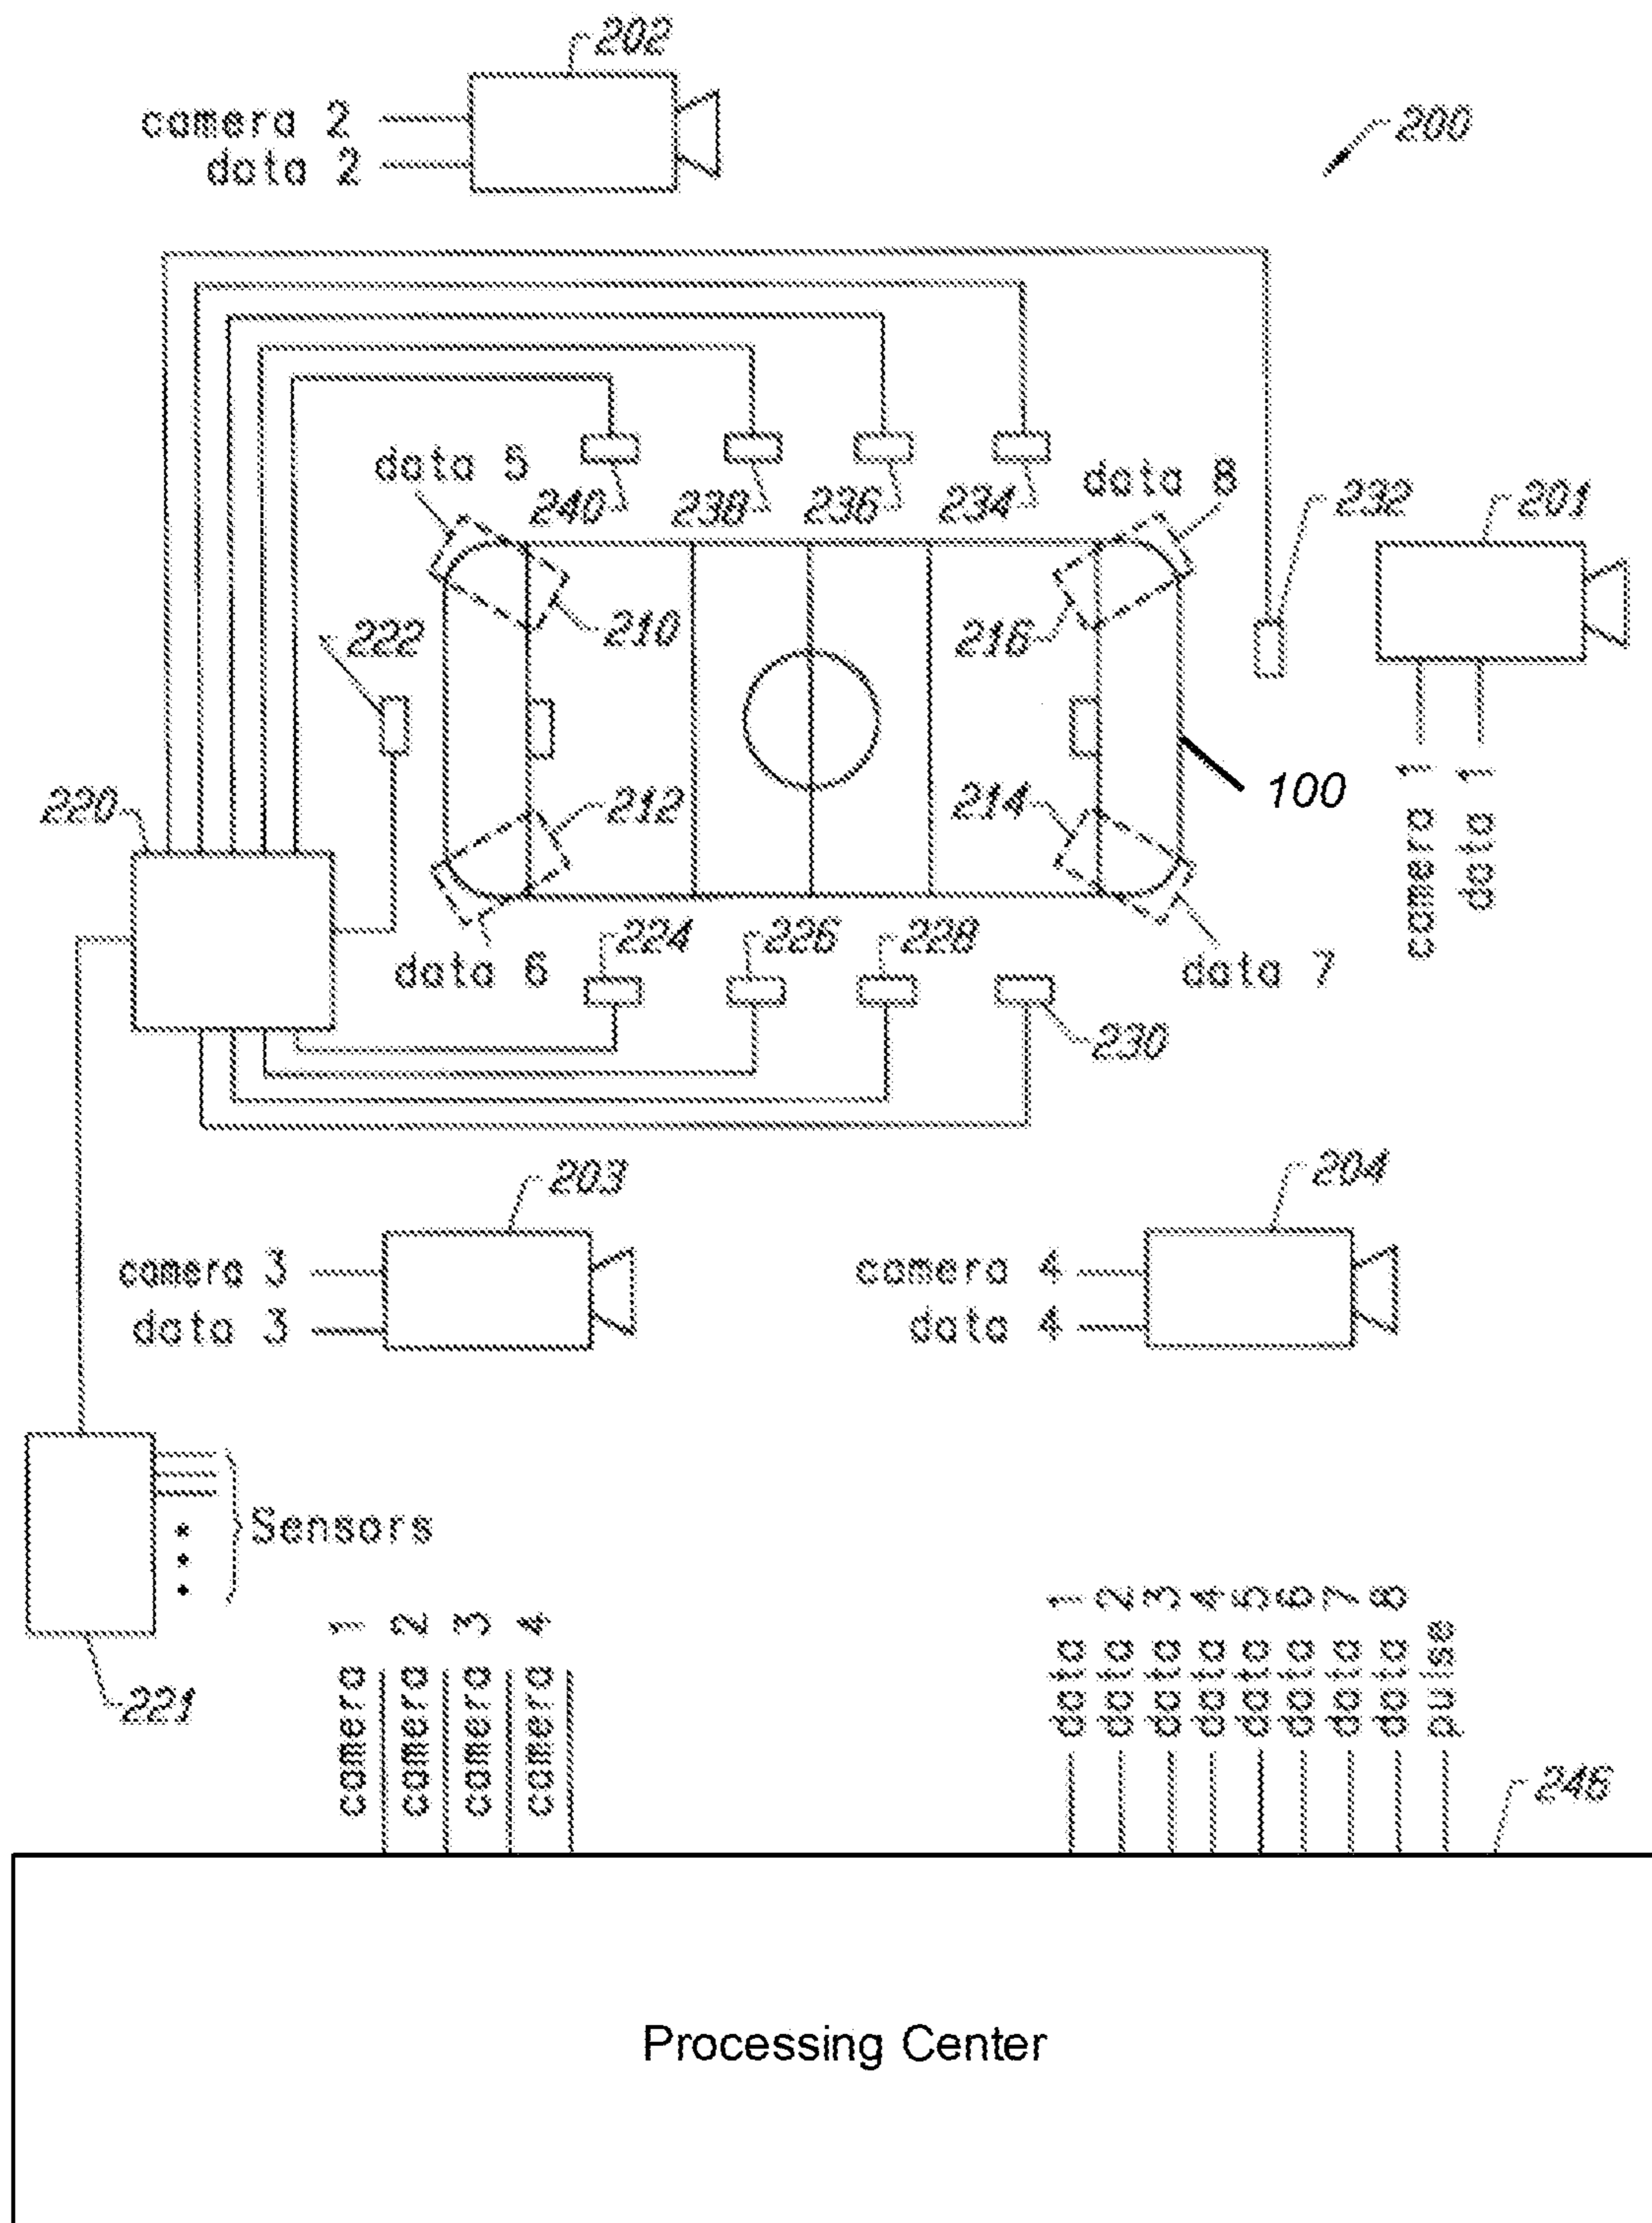 202
camera 2
data 2
200
data 5
240
238
236
234
data 8
232
201
222
210
216
220
212
214
100
camera 1
data 1
224
226
228
data 6
data 7
230
203
204
camera 3
data 3
camera 4
data 4
Sensors
221
camera 1
camera 2
camera 3
camera 4
data 1
data 2
data 3
data 4
data 5
data 6
data 7
data 8
pulse
246
Processing Center